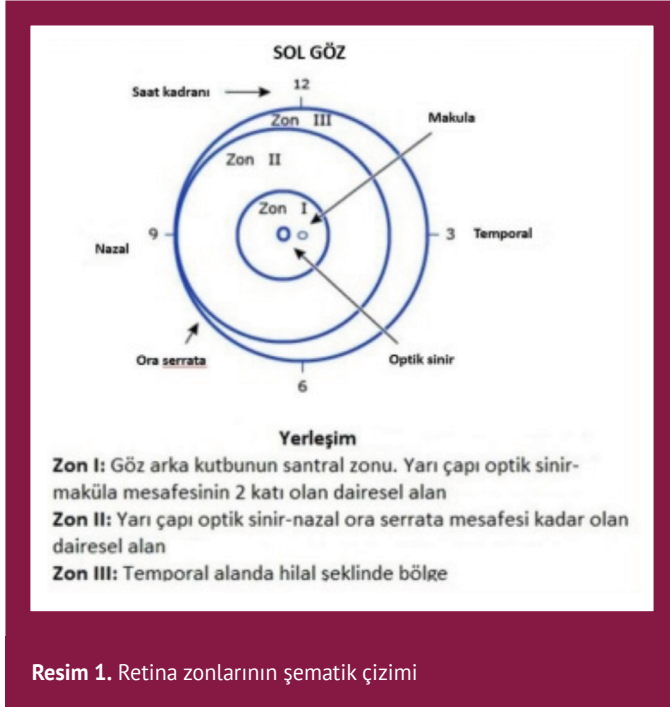 SOL GÖZ
Saat kadranı
12
Zon III
Makula
Zon II
Zon I
9
3
Temporal
Nazal
Ora serrata
Optik sinir
6
Yerleşim
Zon I: Göz arka kutbunun santral zonu. Yarı çapı optik sinir-
maküla mesafesinin 2 katı olan dairesel alan
Zon II: Yarı çapı optik sinir-nazal ora serrata mesafesi kadar olan
dairesel alan
Zon III: Temporal alanda hilal şeklinde bölge
Resim 1. Retina zonlarının şematik çizimi